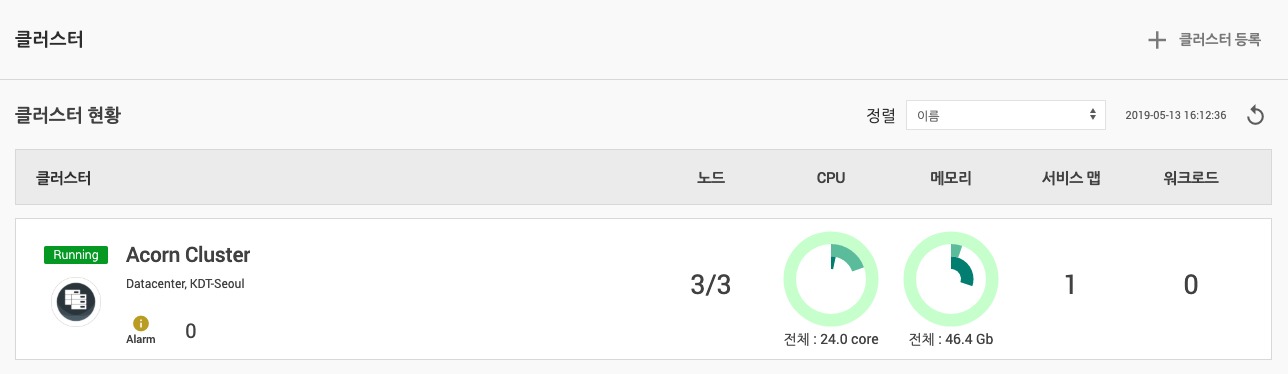 클러스터
클러스터 등록
클러스터 현황
정렬 이름 2019-05-13 16:12:36
클러스터 노드 CPU 메모리 서비스 맵 워크로드
Running Acorn Cluster
Datacenter, KDT-Seoul
3/3 1 0
Alarm 0
전체 : 24.0 core 전체 : 46.4 Gb